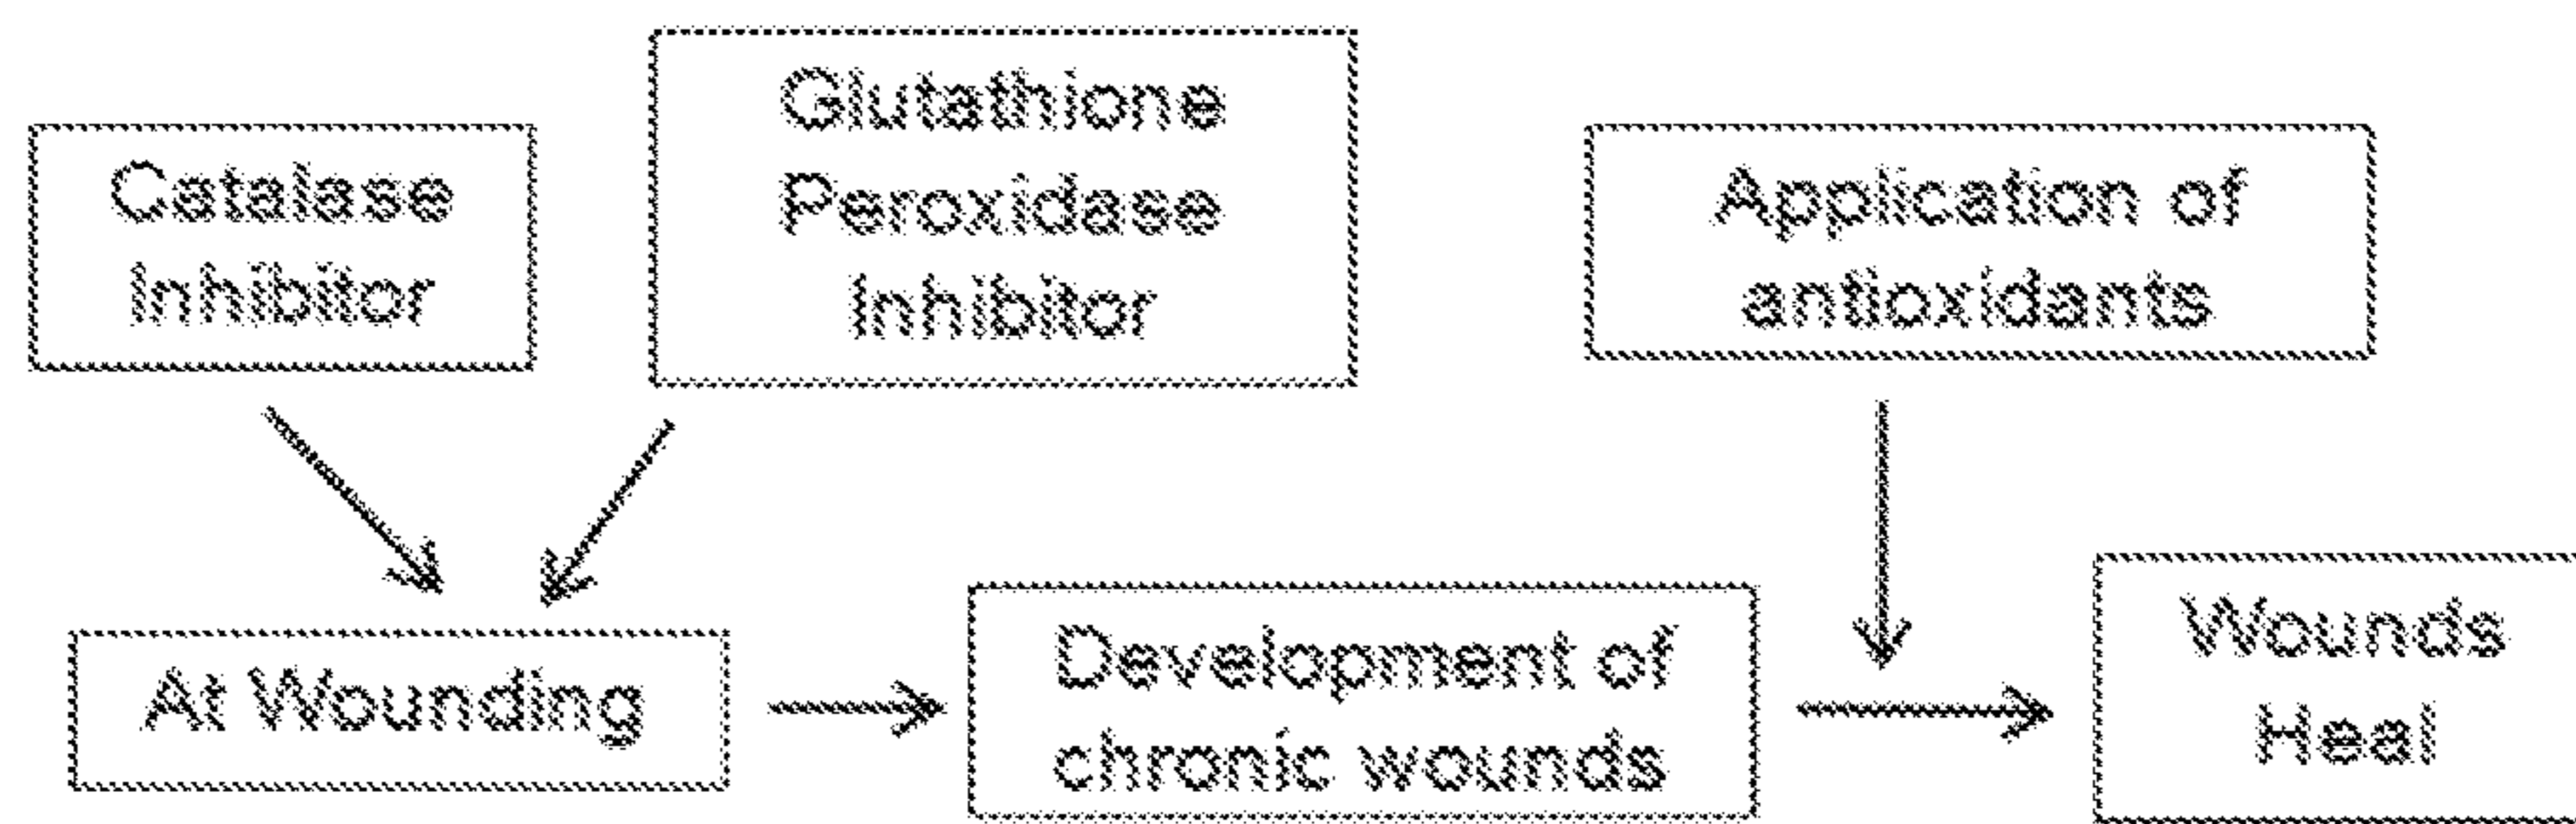 Catalase
Inhibitor
Glutathione
Peroxidase
Inhibitor
Application of
antioxidants
At Wounding
Development of
chronic wounds
Wounds
Heal